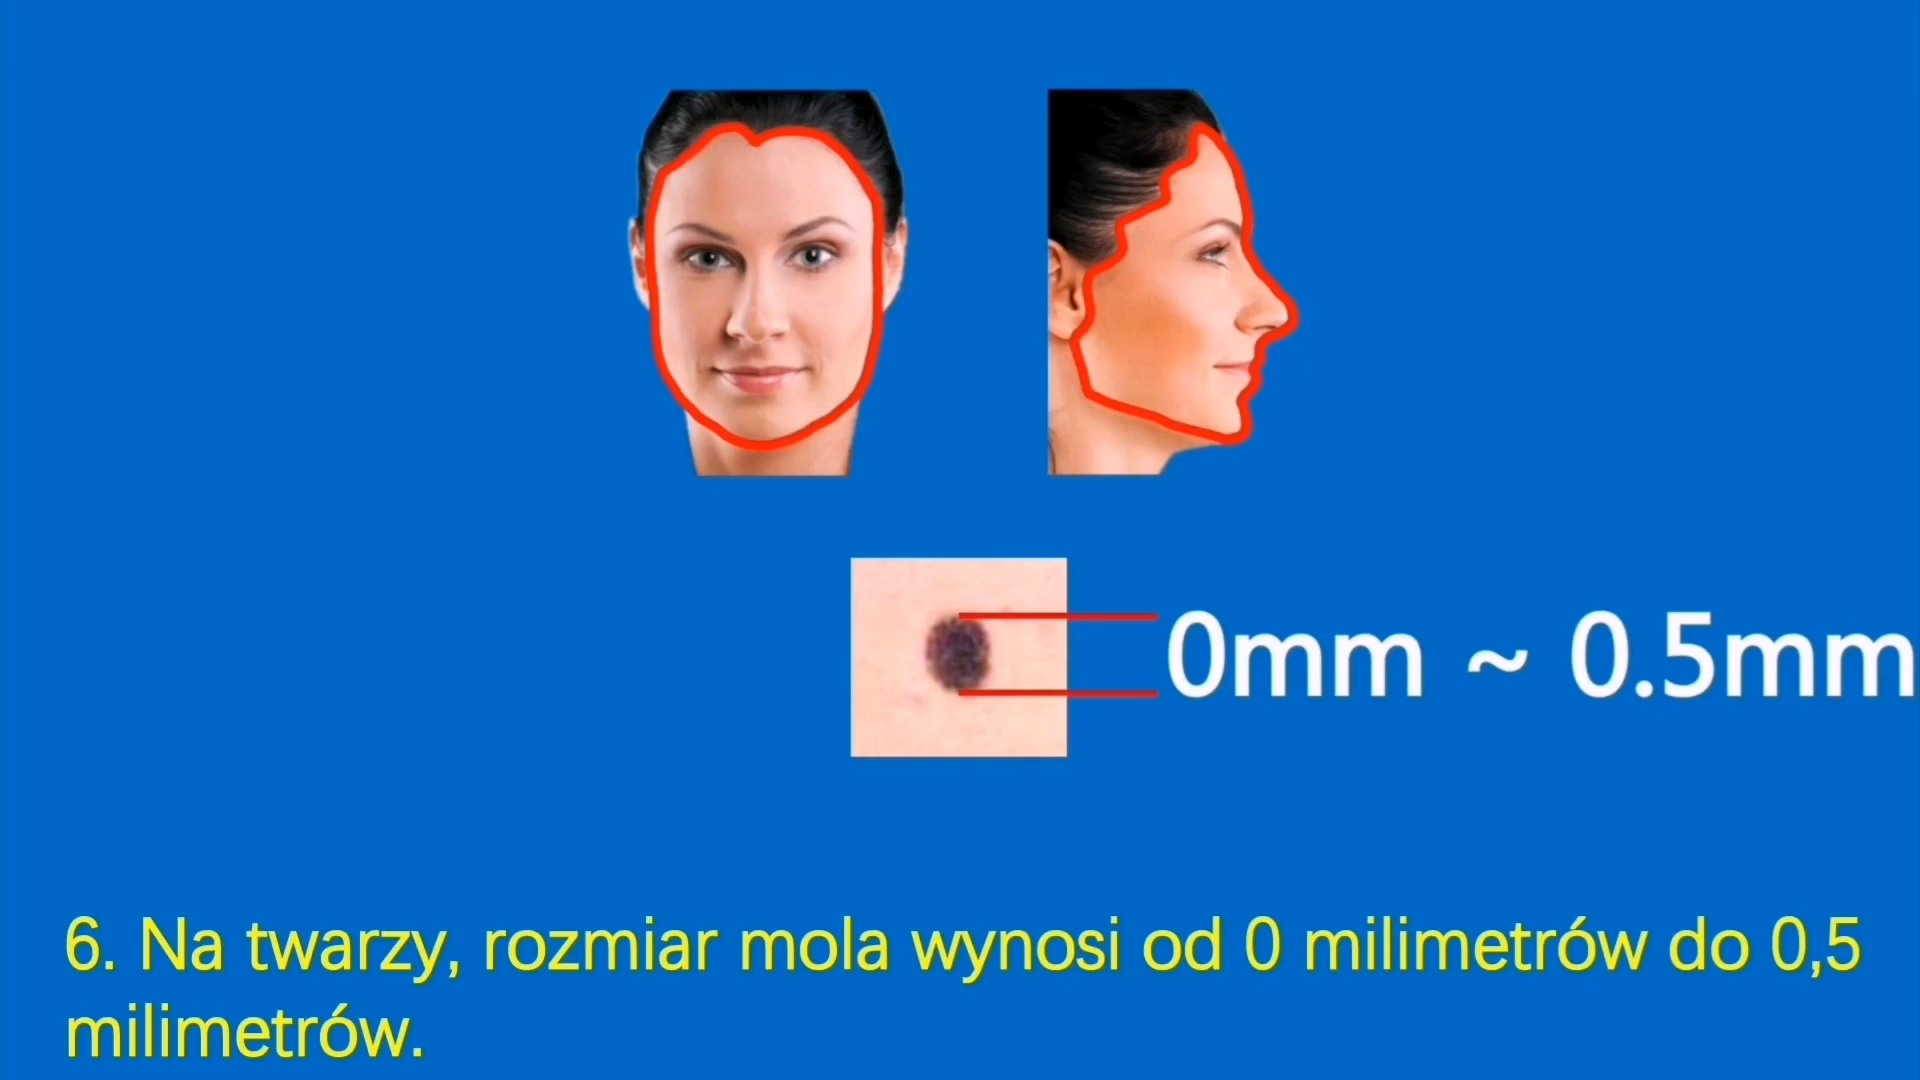 0mm ~ 0.5mm
6. Na twarzy, rozmiar mola wynosi od 0 milimetrów do 0,5
milimetrów.